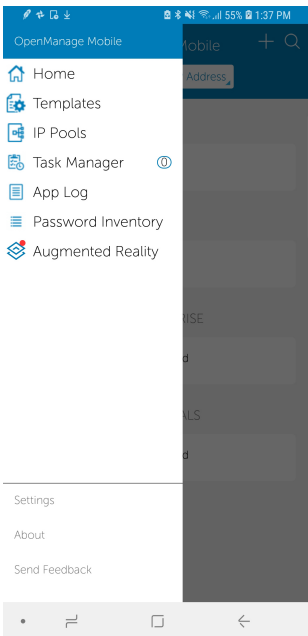 55% 1:37 PM
OpenManage Mobile
Mobile
Address
Home
Templates
IP Pools
Task Manager 0
App Log
Password Inventory
Augmented Reality
RISE
d
ALS
d
Settings
About
Send Feedback